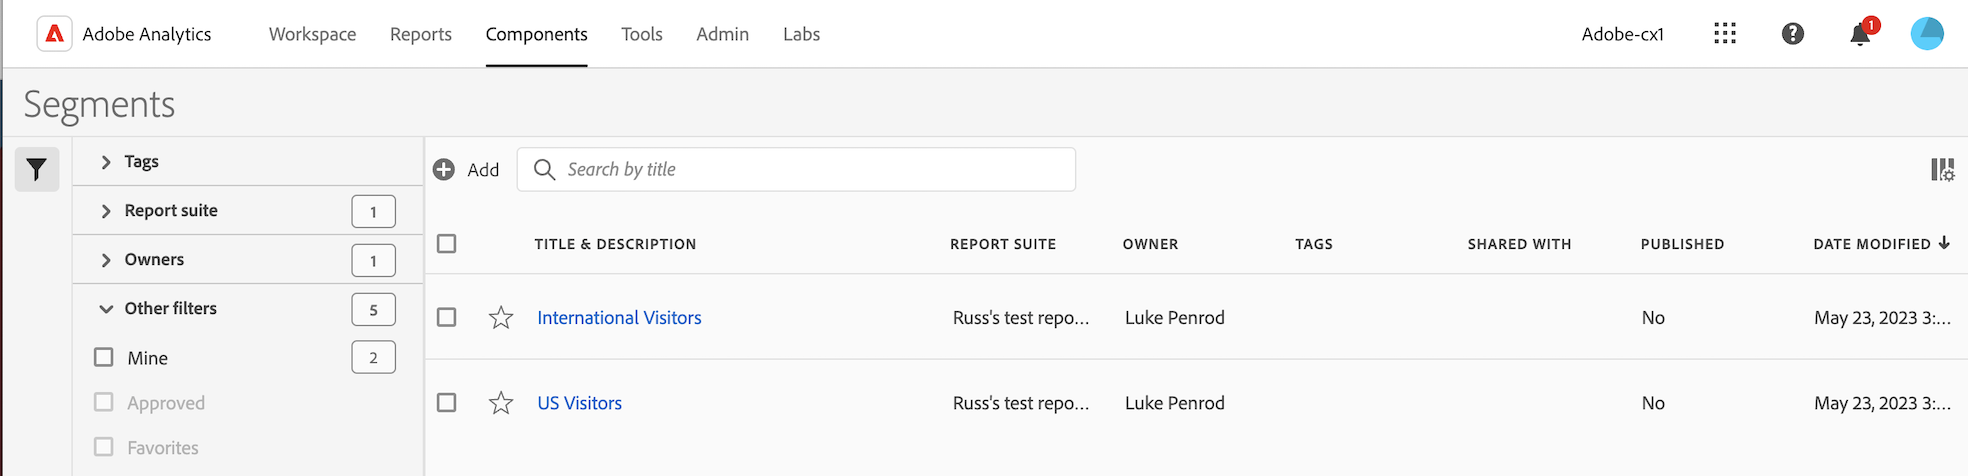 Adobe Analytics Workspace Reports Components Tools Admin Labs Adobe-cx1 1
Segments
Tags
Report suite 1
Owners 1
Other filters 5
Mine 2
Approved
Favorites
Add Search by title
TITLE & DESCRIPTION REPORT SUITE OWNER TAGS SHARED WITH PUBLISHED DATE MODIFIED
International Visitors Russ's test repo... Luke Penrod No May 23, 2023 3:...
US Visitors Russ's test repo... Luke Penrod No May 23, 2023 3:...